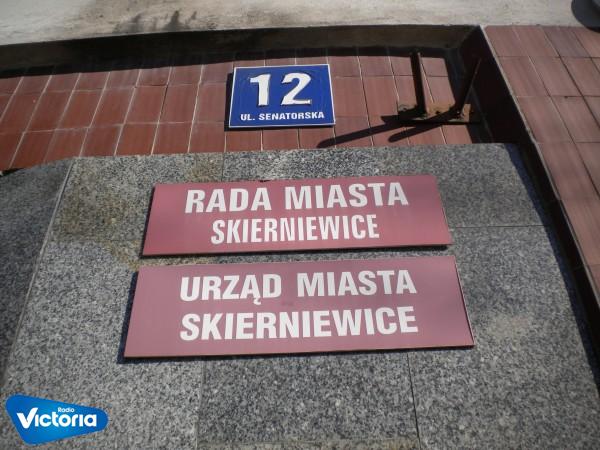 12
UL. SENATORSKA
RADA MIASTA
SKIERNIEWICE
URZĄD MIASTA
SKIERNIEWICE
Radio
Victoria